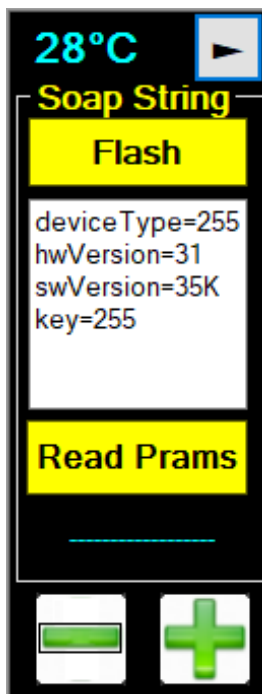 28°C
Soap String
Flash
deviceType=255
hwVersion=31
swVersion=35K
key=255
Read Prams